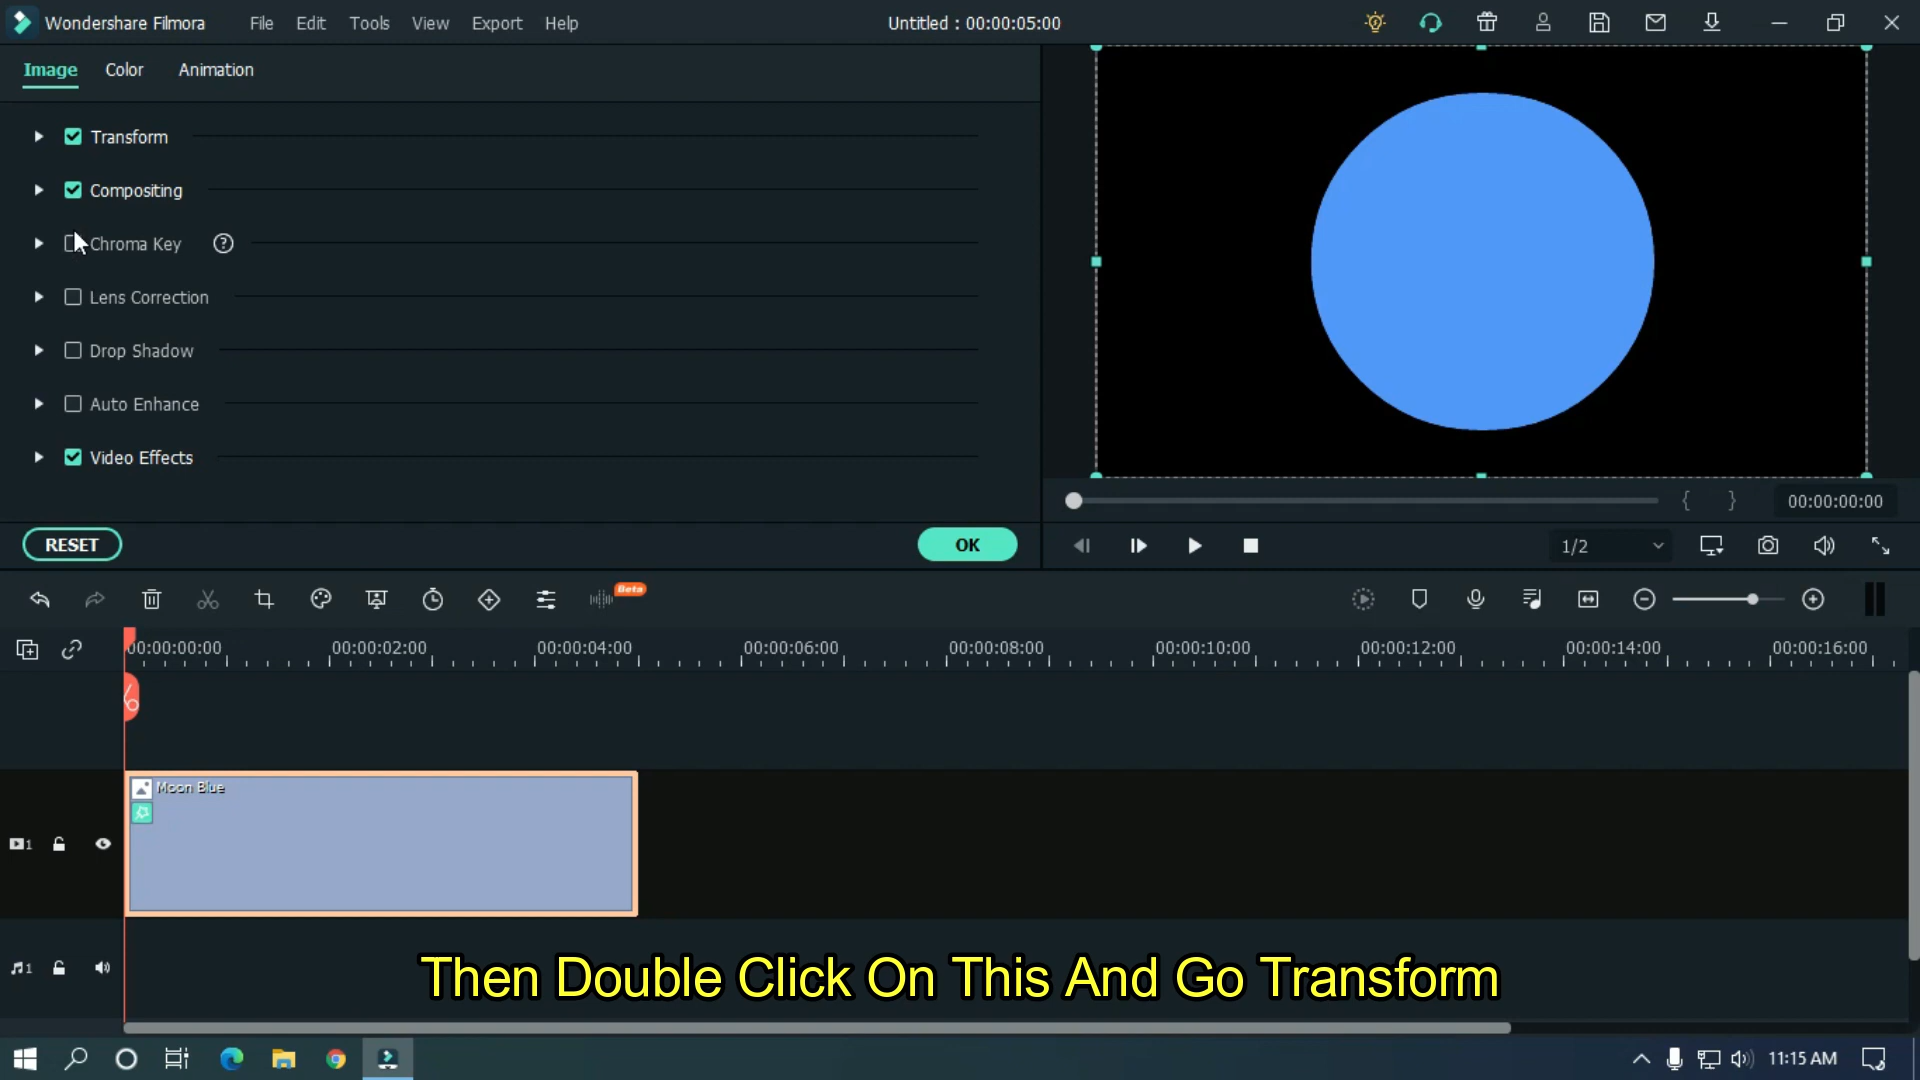 Wondershare Filmora File Edit Tools View Export Help Untitled : 00:00:05:00
Image Color Animation
Transform
Compositing
Chroma Key ?
Lens Correction
Drop Shadow
Auto Enhance
Video Effects
RESET OK
{ } 00:00:00:00
1/2
Beta
00:00:00:00 00:00:02:00 00:00:04:00 00:00:06:00 00:00:08:00 00:00:10:00 00:00:12:00 00:00:14:00 00:00:16:00
Moon Blue
1
1
Then Double Click On This And Go Transform
11:15 AM